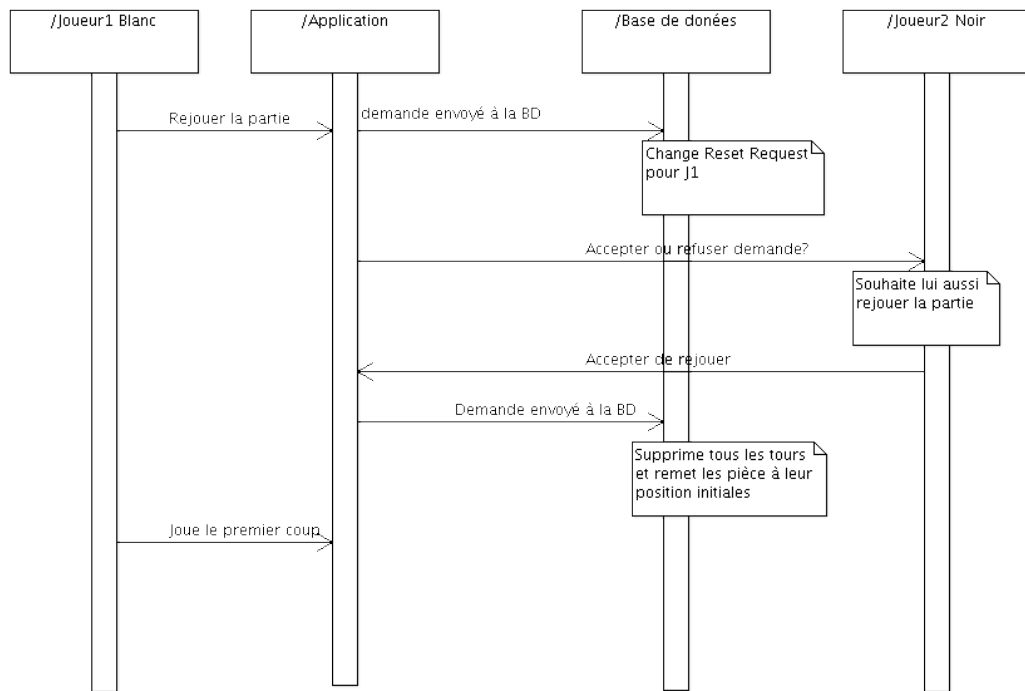 /Joueur1 Blanc
/Application
/Base de donées
/Joueur2 Noir
Rejouer la partie
demande envoyé à la BD
Change Reset Request
pour J1
Accepter ou refuser demande?
Souhaite lui aussi
rejouer la partie
Accepter de rejouer
Demande envoyé à la BD
Supprime tous les tours
et remet les pièce à leur
position initiales
Joue le premier coup